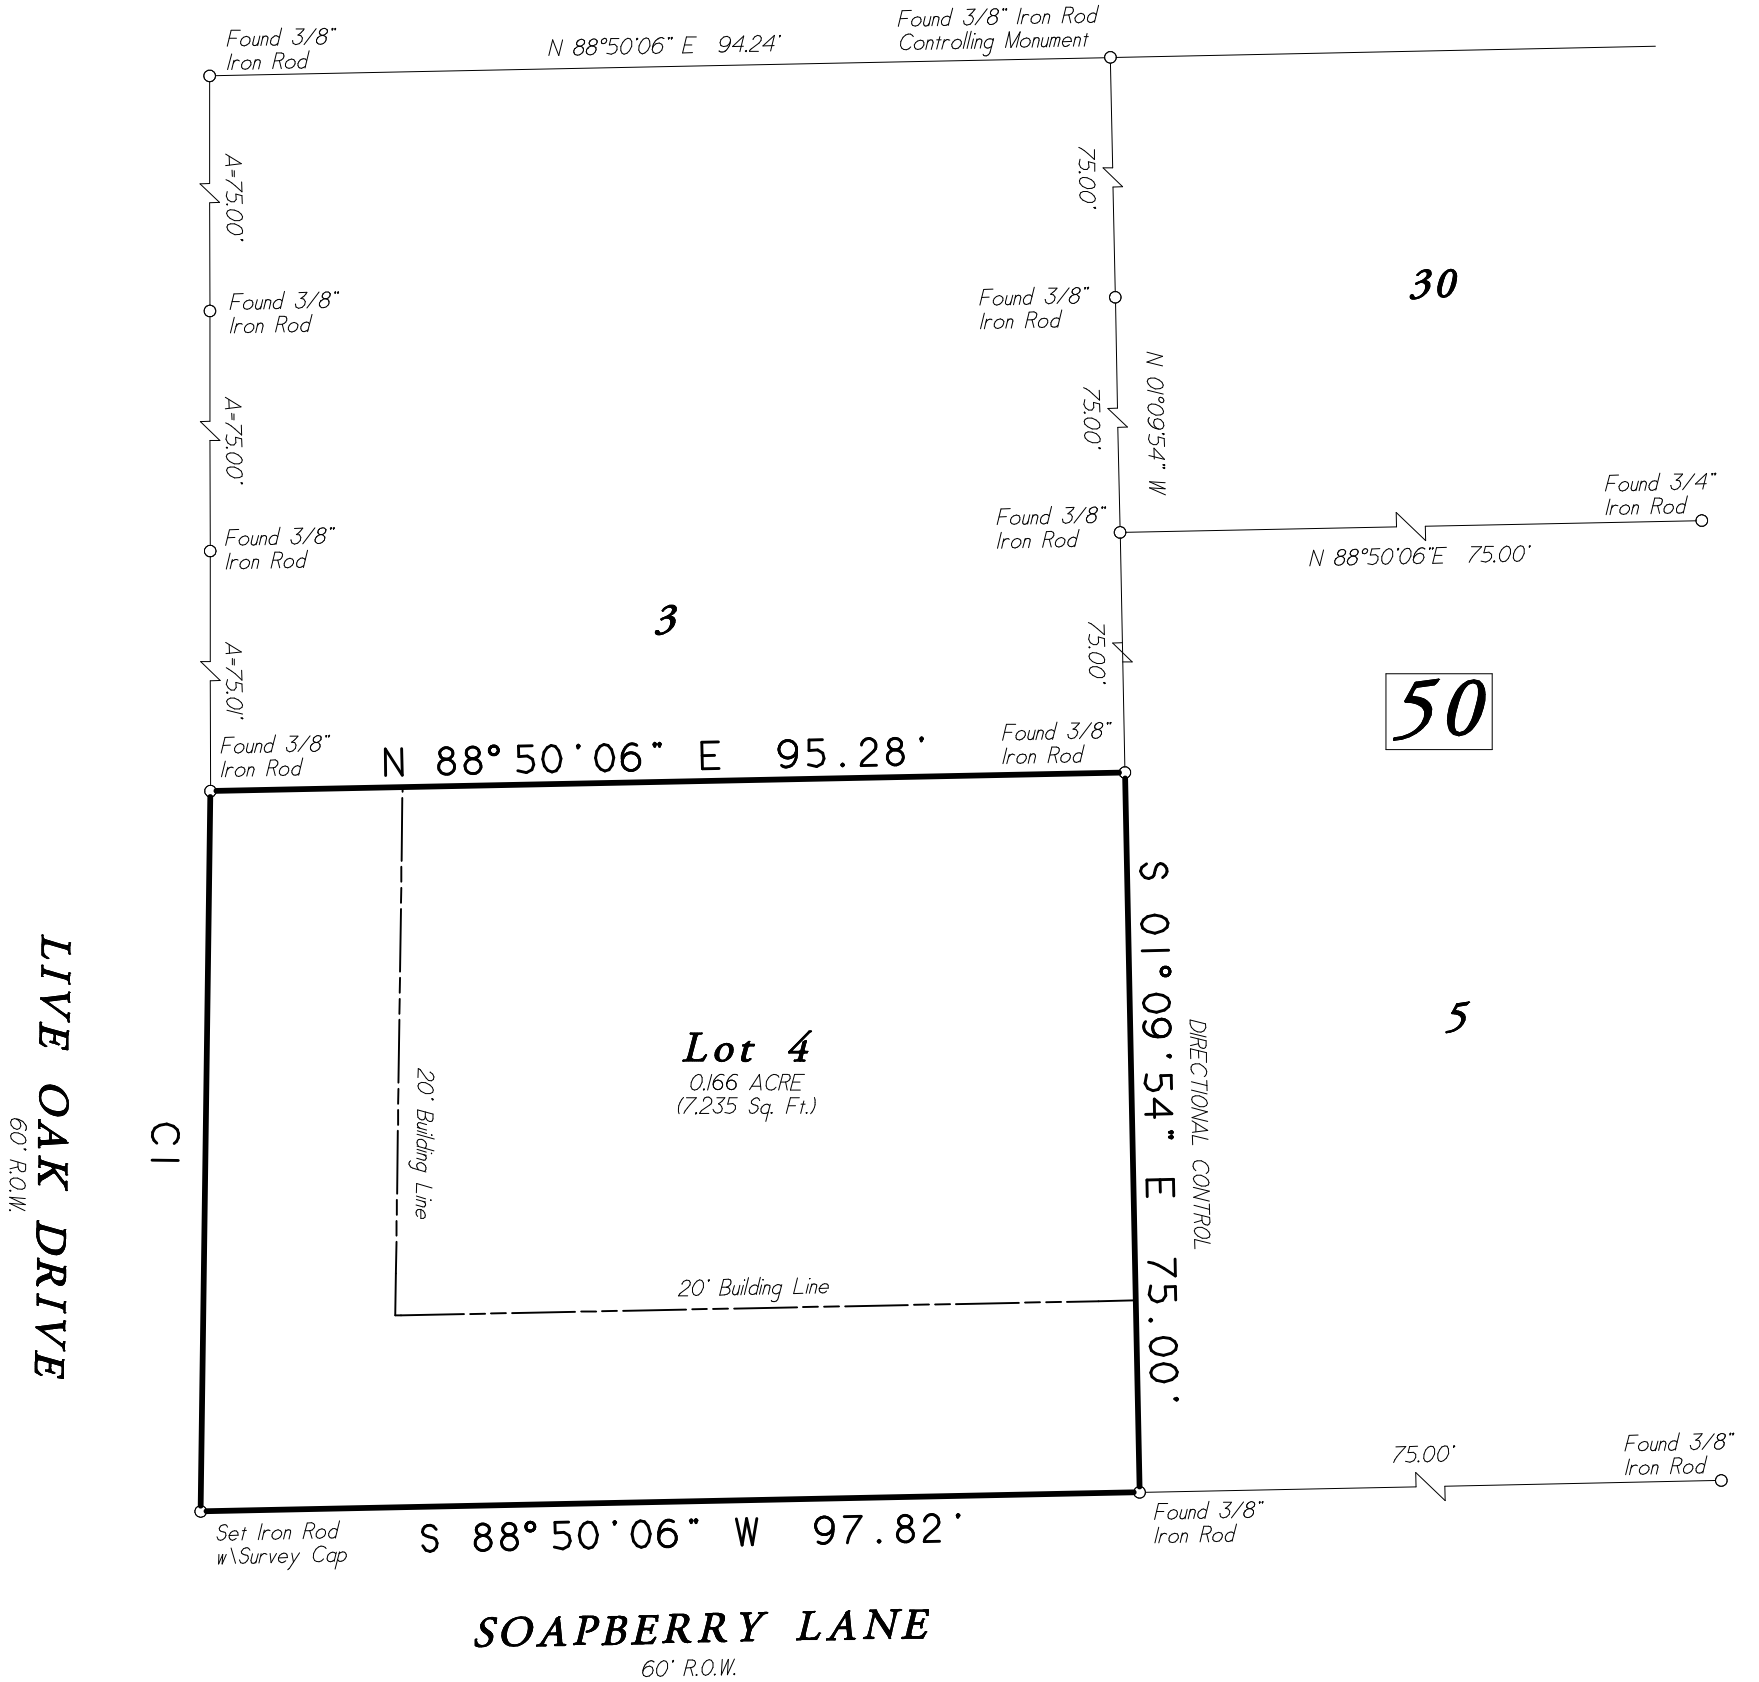 Found 3/8"
Iron Rod
N 88°50'06" E 94.24'
Found 3/8" Iron Rod
Controlling Monument
A=75.00'
75.00'
30
Found 3/8"
Iron Rod
Found 3/8"
Iron Rod
A=75.00'
75.00'
N 01°09'54" W
Found 3/4"
Iron Rod
Found 3/8"
Iron Rod
Found 3/8"
Iron Rod
N 88°50'06"E 75.00'
3
A=75.01'
75.00'
50
Found 3/8"
Iron Rod
N 88°50'06" E 95.28'
Found 3/8"
Iron Rod
S 01°09'54" E 75.00'
DIRECTIONAL CONTROL
5
LIVE OAK DRIVE
60' R.O.W.
C1
Lot 4
0.166 ACRE
(7,235 Sq. Ft.)
20' Building Line
20' Building Line
75.00'
Found 3/8"
Iron Rod
Found 3/8"
Iron Rod
Set Iron Rod
w\Survey Cap
S 88°50'06" W 97.82'
SOAPBERRY LANE
60' R.O.W.